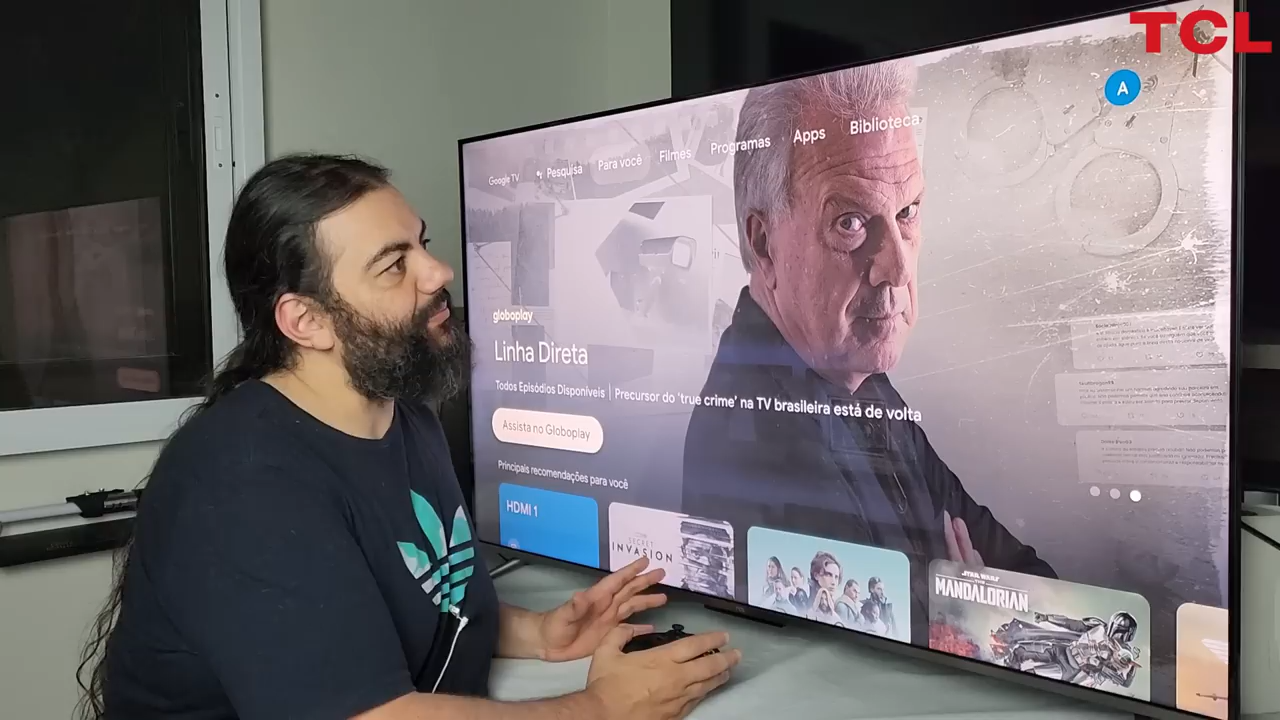 TCL
A
Google TV Pesquisa Para você Filmes Programas Apps Biblioteca
globoplay
Linha Direta
Todos Episódios Disponíveis | Precursor do 'true crime' na TV brasileira está de volta
Assista no Globoplay
Principais recomendações para você
HDMI 1
SECRET
INVASION
STAR WARS
THE
MANDALORIAN